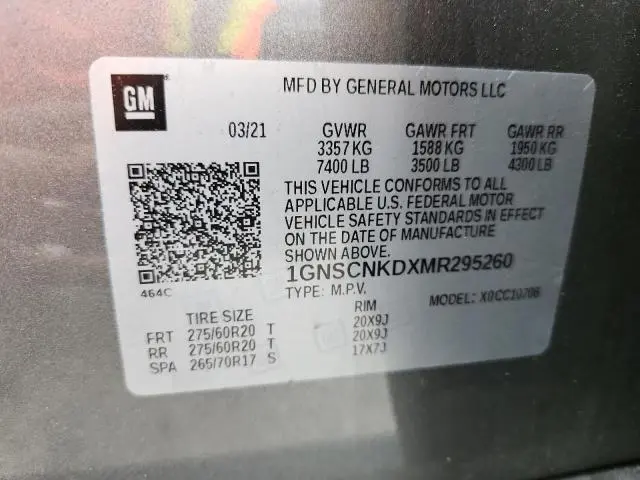 GM
MFD BY GENERAL MOTORS LLC
03/21 GVWR GAWR FRT GAWR RR
3357 KG 1588 KG 1950 KG
7400 LB 3500 LB 4300 LB
THIS VEHICLE CONFORMS TO ALL
APPLICABLE U.S. FEDERAL MOTOR
VEHICLE SAFETY STANDARDS IN EFFECT
ON THE DATE OF MANUFACTURE
SHOWN ABOVE.
1GNSCNKDXMR295260
464C
TYPE: M.P.V. MODEL:
TIRE SIZE RIM
FRT 275/60R20 T 20X9J
RR 275/60R20 T 20X9J
SPA 265/70R17 S 17X7J